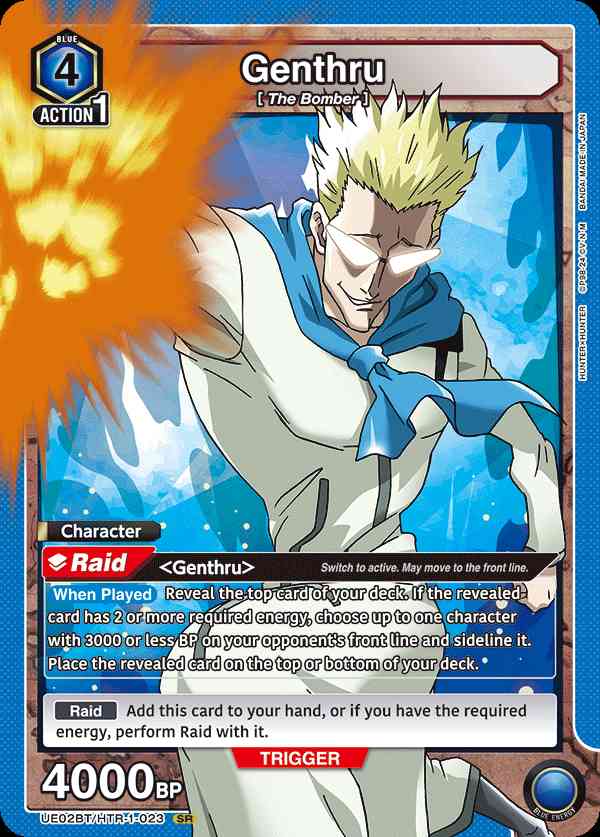 BLUE
4
ACTION 1
Genthru
[ The Bomber ]
HUNTER×HUNTER ©P98-24 ©V, N, M BANDAI MADE IN JAPAN
Character
Raid <Genthru> Switch to active. May move to the front line.
When Played Reveal the top card of your deck. If the revealed
card has 2 or more required energy, choose up to one character
with 3000 or less BP on your opponent's front line and sideline it.
Place the revealed card on the top or bottom of your deck.
Raid Add this card to your hand, or if you have the required
energy, perform Raid with it.
TRIGGER
4000 BP
UE02BT/HTR-1-023 SR
BLUE ENERGY